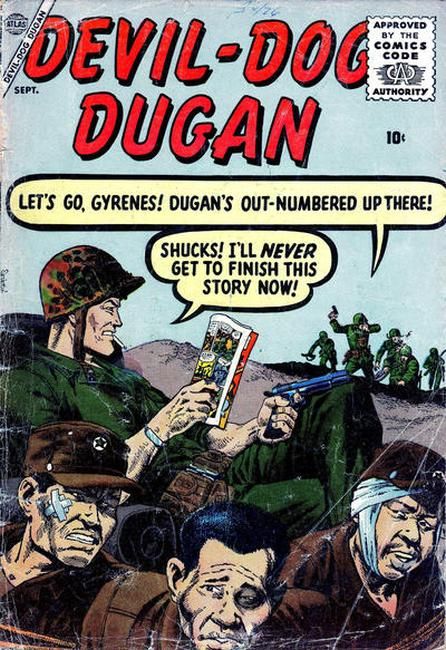 ATLAS
DEVIL-DOG DUGAN
SEPT.
DEVIL-DOG
DUGAN
APPROVED
BY THE
COMICS
CODE
CA
AUTHORITY
10¢
LET'S GO, GYRENES! DUGAN'S OUT-NUMBERED UP THERE!
SHUCKS! I'LL NEVER
GET TO FINISH THIS
STORY NOW!